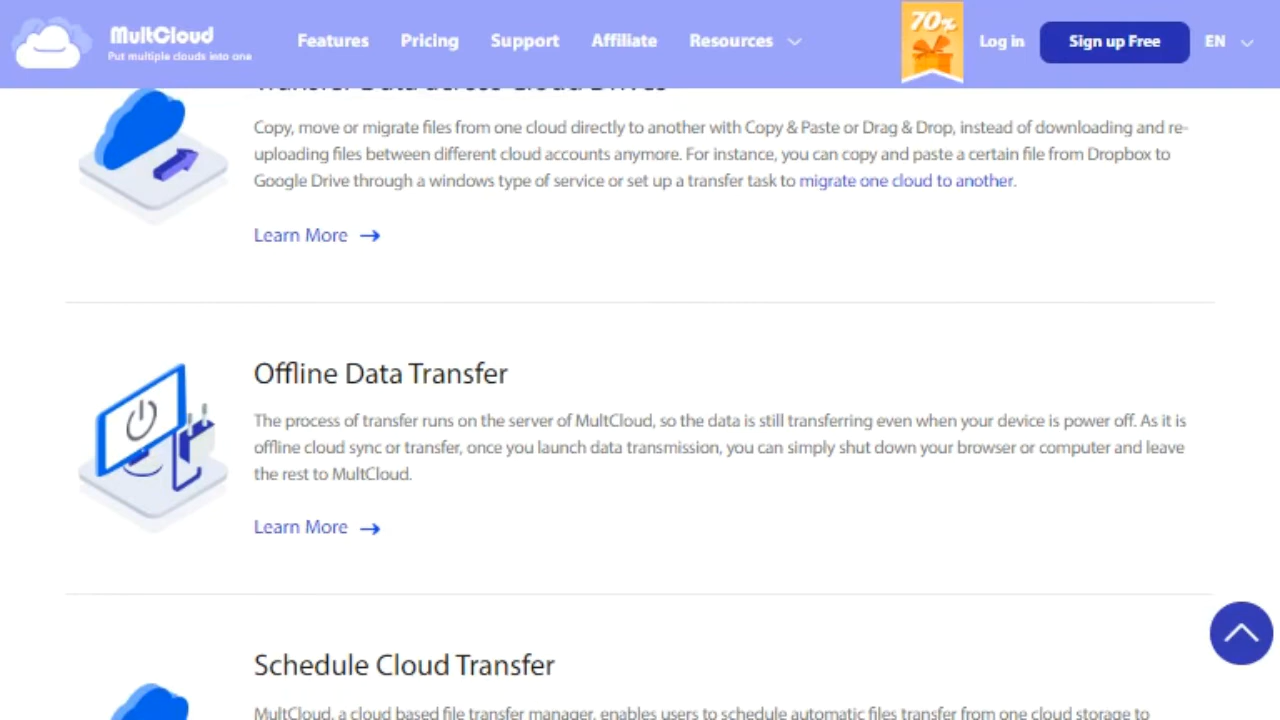 MultCloud
Put multiple clouds into one
Features Pricing Support Affiliate Resources
70%
Log in Sign up Free EN
Transfer Data across Cloud Drives
Copy, move or migrate files from one cloud directly to another with Copy & Paste or Drag & Drop, instead of downloading and re-
uploading files between different cloud accounts anymore. For instance, you can copy and paste a certain file from Dropbox to
Google Drive through a windows type of service or set up a transfer task to migrate one cloud to another.
Learn More →
Offline Data Transfer
The process of transfer runs on the server of MultCloud, so the data is still transferring even when your device is power off. As it is
offline cloud sync or transfer, once you launch data transmission, you can simply shut down your browser or computer and leave
the rest to MultCloud.
Learn More →
Schedule Cloud Transfer
MultCloud, a cloud based file transfer manager, enables users to schedule automatic files transfer from one cloud storage to